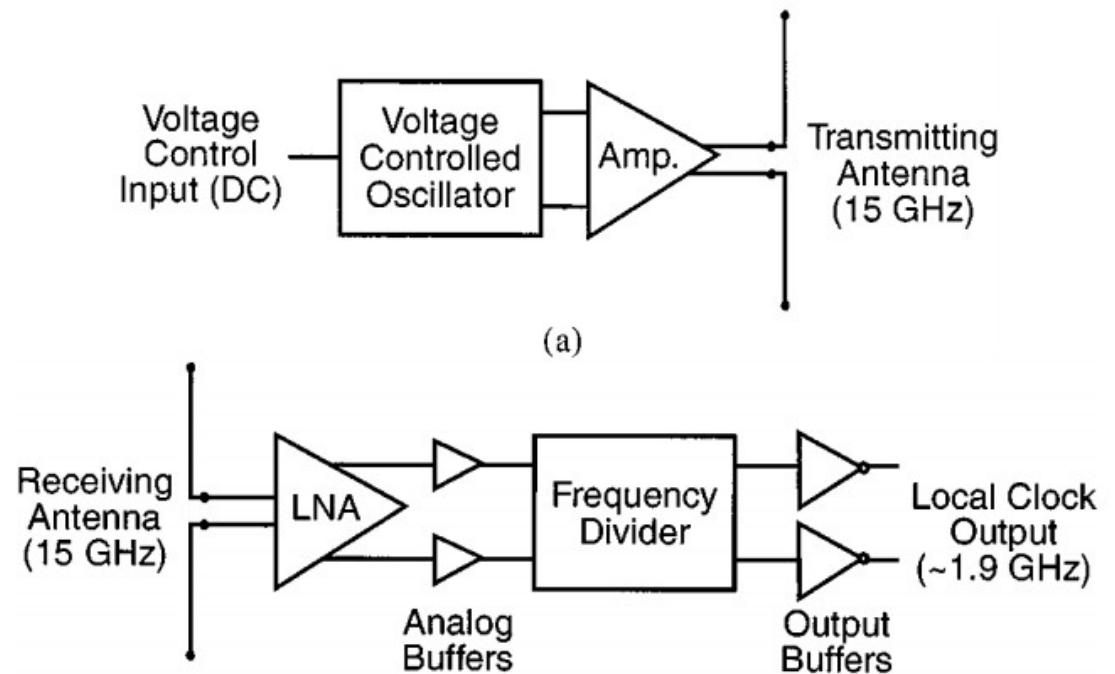 Voltage
Control
Input (DC)
Voltage
Controlled
Oscillator
Amp.
Transmitting
Antenna
(15 GHz)
(a)
Receiving
Antenna
(15 GHz)
LNA
Analog
Buffers
Frequency
Divider
Output
Buffers
Local Clock
Output
(~1.9 GHz)